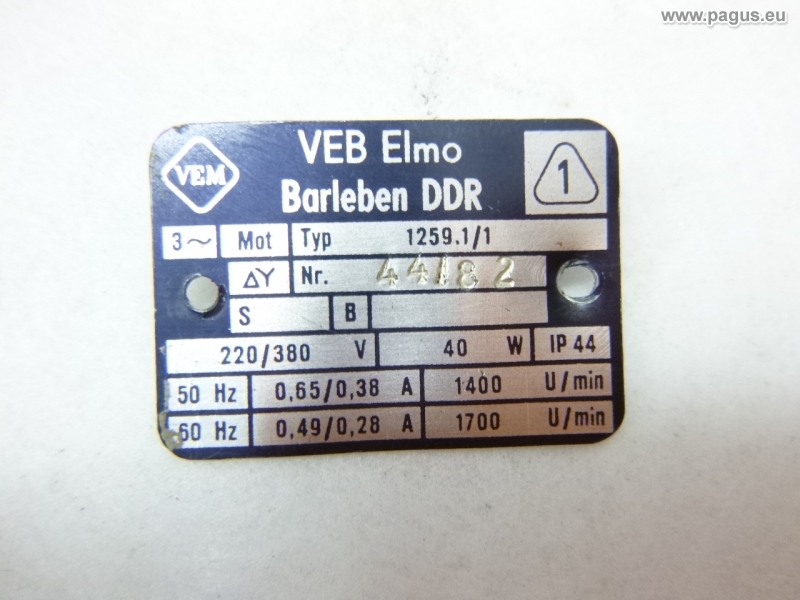 www.pagus.eu
VEM
VEB Elmo
Barleben DDR
1
3~ Mot Typ 1259.1/1
ΔY Nr. 44/82
S B
220/380 V 40 W IP 44
50 Hz 0,65/0,38 A 1400 U/min
60 Hz 0,49/0,28 A 1700 U/min